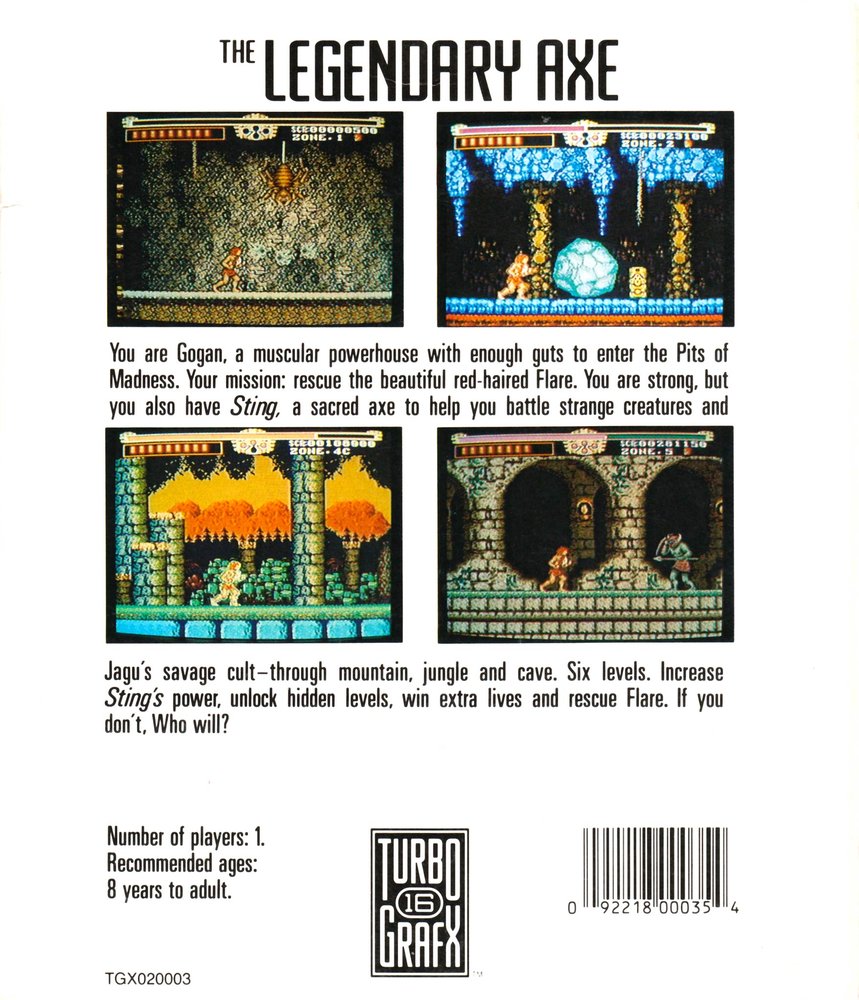 THE LEGENDARY AXE
SCR00000500
ZONE. 1
SCR00023100
ZONE. 2
You are Gogan, a muscular powerhouse with enough guts to enter the Pits of
Madness. Your mission: rescue the beautiful red-haired Flare. You are strong, but
you also have Sting, a sacred axe to help you battle strange creatures and
ZONE. 4C
ZONE. 5
Jagu's savage cult–through mountain, jungle and cave. Six levels. Increase
Sting's power, unlock hidden levels, win extra lives and rescue Flare. If you
don't, Who will?
Number of players: 1.
Recommended ages:
8 years to adult.
TURBO
16
GRAFX
TM
0 92218 00035 4
TGX020003